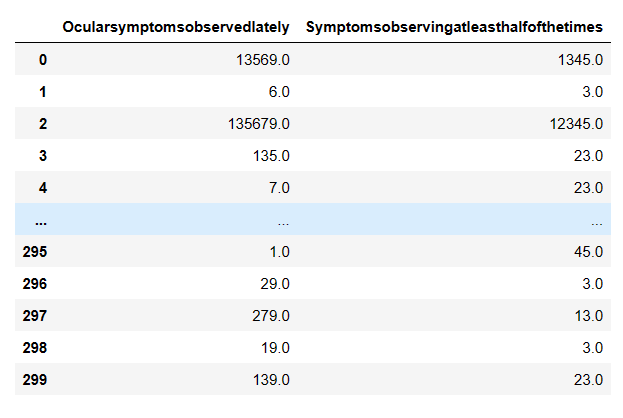 Ocularsymptomsobservedlately Symptomsobservingatleasthalfofthetimes
0 13569.0 1345.0
1 6.0 3.0
2 135679.0 12345.0
3 135.0 23.0
4 7.0 23.0
... ... ...
295 1.0 45.0
296 29.0 3.0
297 279.0 13.0
298 19.0 3.0
299 139.0 23.0